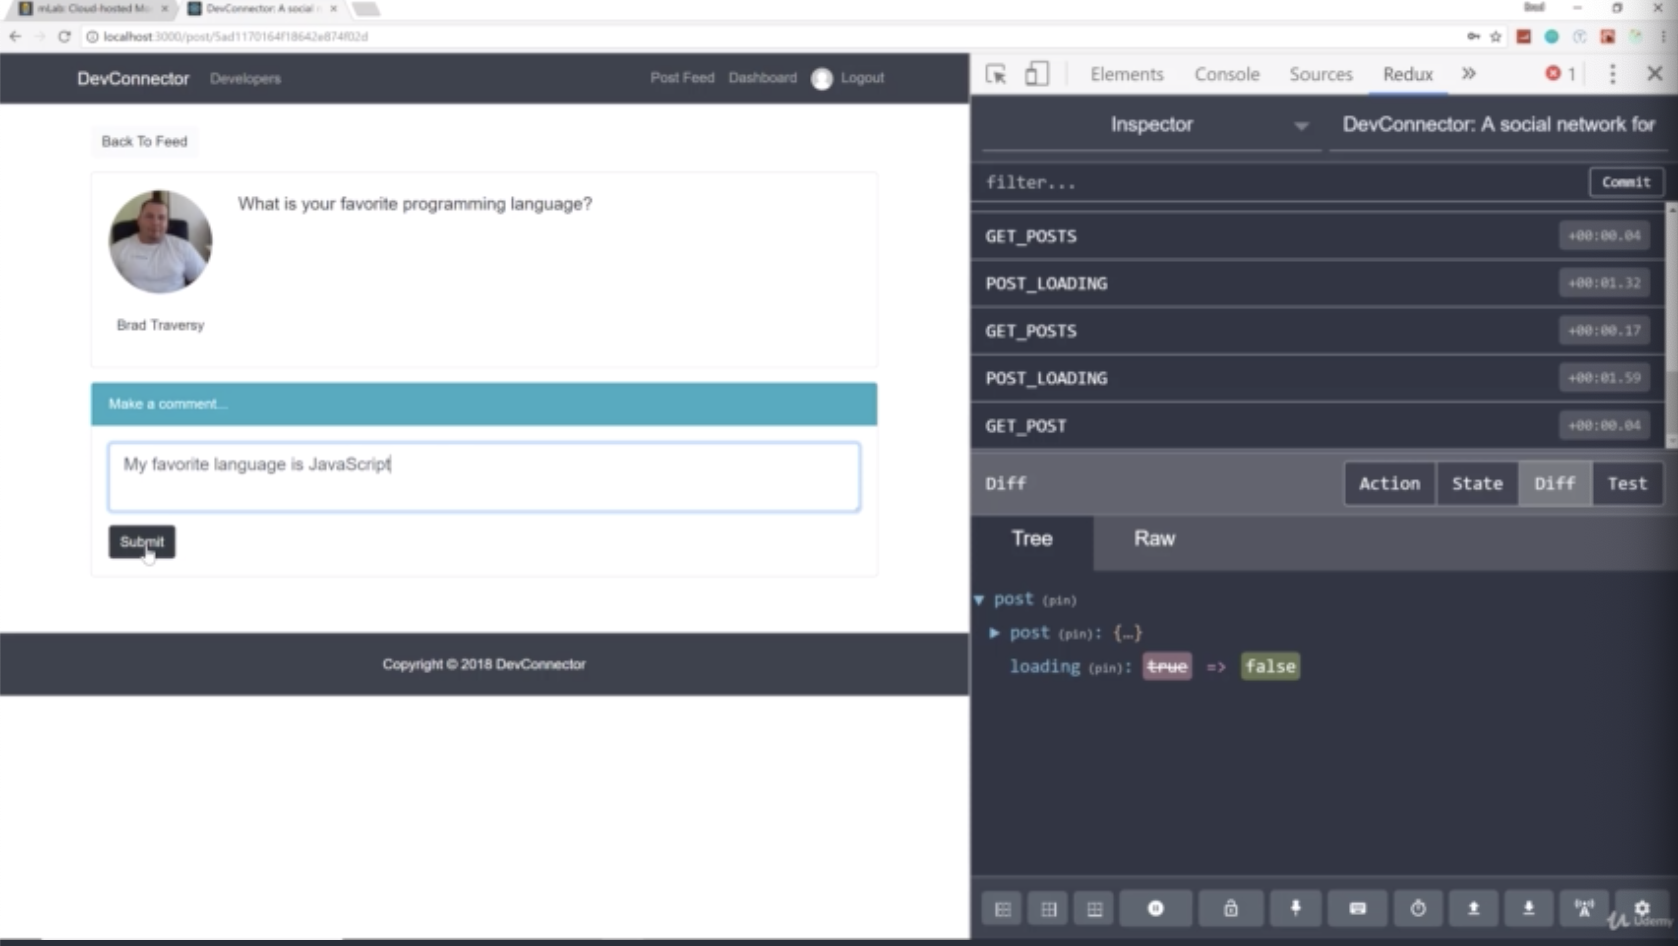 mLab: Cloud-hosted Mo
DevConnector: A social n
localhost:3000/post/5ad1170164f18642e874f02d
DevConnector Developers Post Feed Dashboard Logout
Back To Feed
What is your favorite programming language?
Brad Traversy
Make a comment...
My favorite language is JavaScript
Submit
Copyright © 2018 DevConnector
Elements Console Sources Redux » 1
Inspector DevConnector: A social network for
filter... Commit
GET_POSTS +00:00.04
POST_LOADING +00:01.32
GET_POSTS +00:00.17
POST_LOADING +00:01.59
GET_POST +00:00.04
Diff Action State Diff Test
Tree Raw
post (pin)
post (pin): {…}
loading (pin): true => false
Udemy